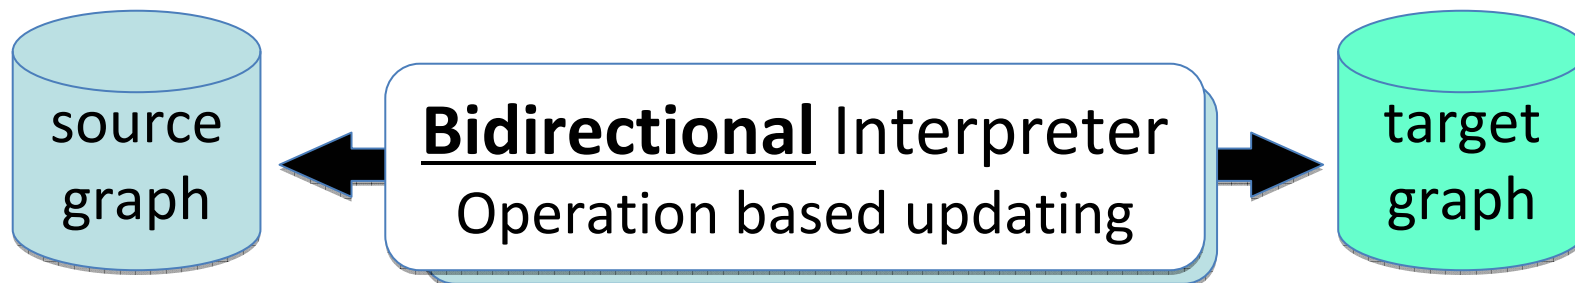 source
graph
Bidirectional Interpreter
Operation based updating
target
graph